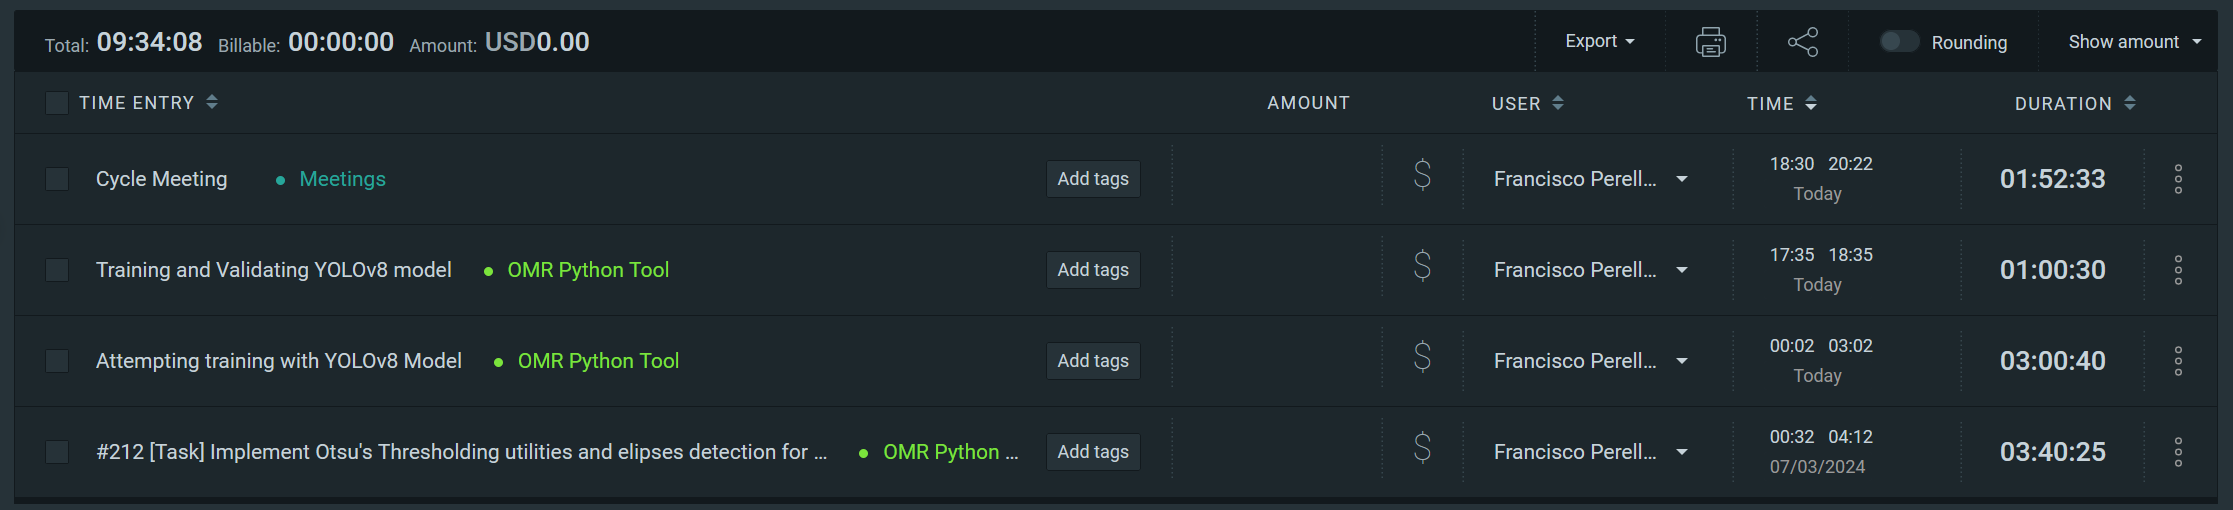 Total: 09:34:08 Billable: 00:00:00 Amount: USD0.00 Export Rounding Show amount
TIME ENTRY AMOUNT USER TIME DURATION
Cycle Meeting • Meetings Add tags $ Francisco Perell... 18:30 20:22 Today 01:52:33
Training and Validating YOLOv8 model • OMR Python Tool Add tags $ Francisco Perell... 17:35 18:35 Today 01:00:30
Attempting training with YOLOv8 Model • OMR Python Tool Add tags $ Francisco Perell... 00:02 03:02 Today 03:00:40
#212 [Task] Implement Otsu's Thresholding utilities and elipses detection for ... • OMR Python ... Add tags $ Francisco Perell... 00:32 04:12 07/03/2024 03:40:25